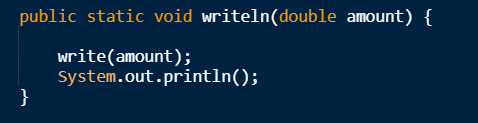 public static void writeln(double amount) {
write(amount);
System.out.println();
}